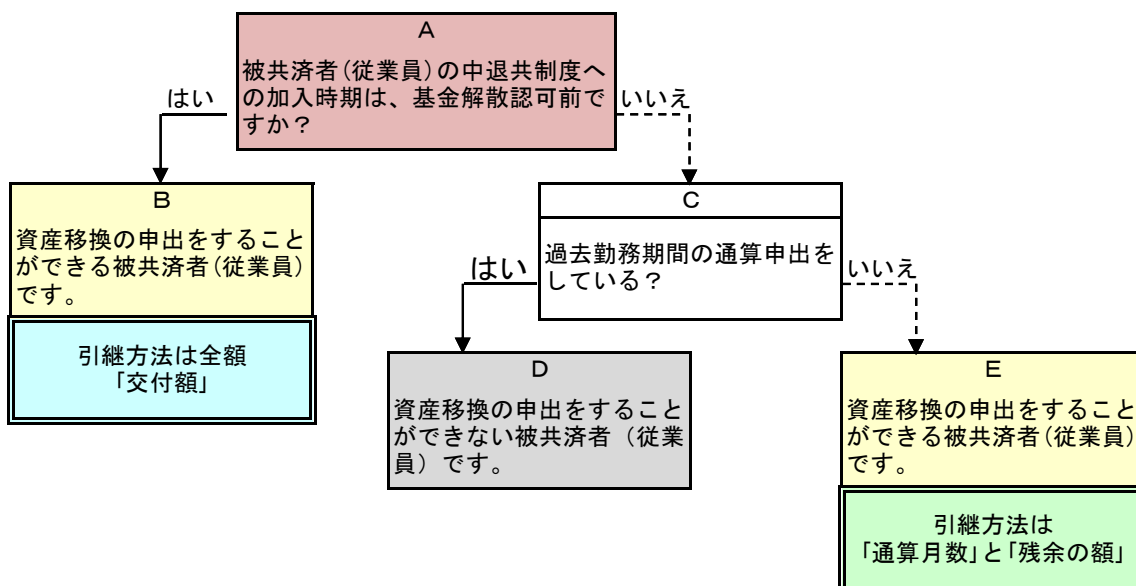 A
被共済者(従業員)の中退共制度へ
の加入時期は、基金解散認可前で
すか？
はい
いいえ
B
資産移換の申出をすること
ができる被共済者(従業員)
です。
引継方法は全額
「交付額」
C
過去勤務期間の通算申出を
している？
はい
いいえ
D
資産移換の申出をすること
ができない被共済者（従業
員）です。
E
資産移換の申出をすること
ができる被共済者(従業員)
です。
引継方法は
「通算月数」と「残余の額」